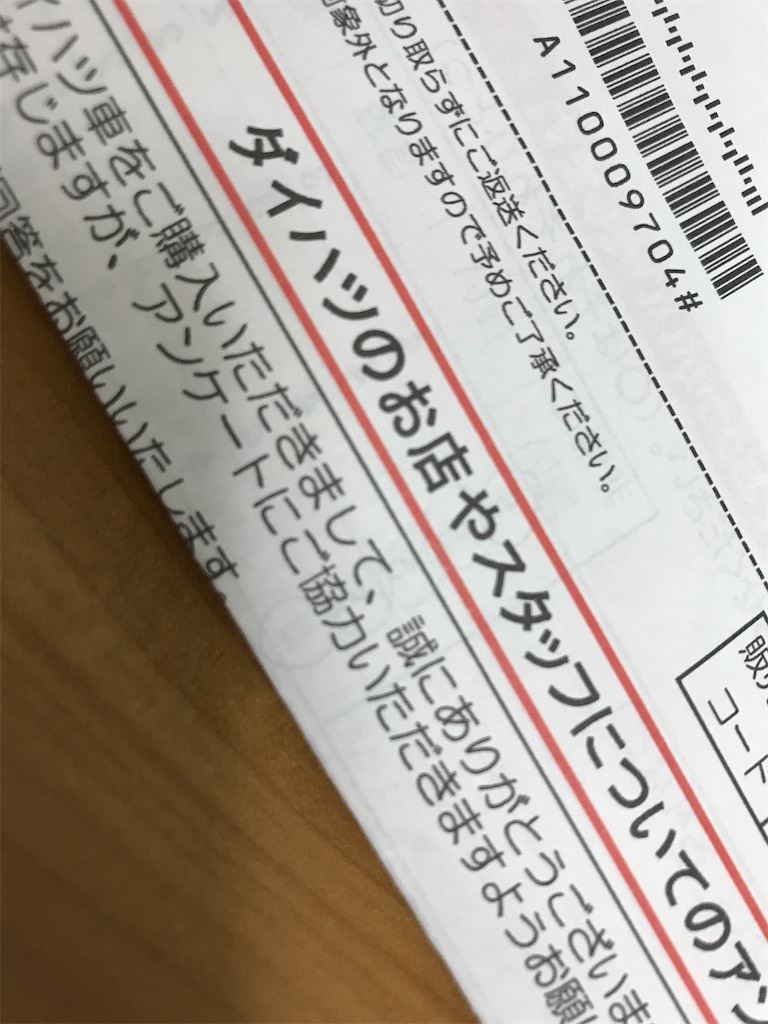 A110009704#
切り取らずにご返送ください。
対象外となりますので予めご了承ください。
コード
ダイハツのお店やスタッフについてのアン
イハツ車をご購入いただきまして、誠にありがとうございま
存じますが、アンケートにご協力いただきますようお願い
回答をお願いいたします。